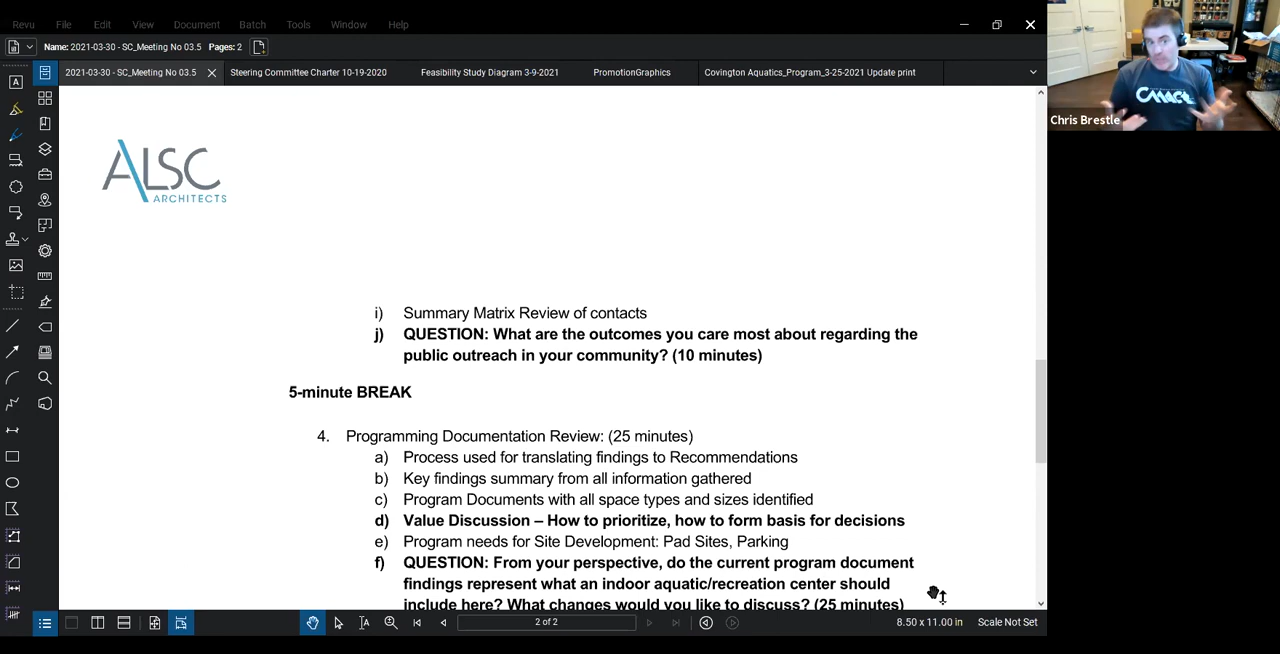 Revu File Edit View Document Batch Tools Window Help
Name: 2021-03-30 - SC_Meeting No 03.5 Pages: 2
2021-03-30 - SC_Meeting No 03.5 Steering Committee Charter 10-19-2020 Feasibility Study Diagram 3-9-2021 PromotionGraphics Covington Aquatics_Program_3-25-2021 Update print
Chris Brestle
ALSC
ARCHITECTS
i) Summary Matrix Review of contacts
j) QUESTION: What are the outcomes you care most about regarding the
public outreach in your community? (10 minutes)
5-minute BREAK
4. Programming Documentation Review: (25 minutes)
a) Process used for translating findings to Recommendations
b) Key findings summary from all information gathered
c) Program Documents with all space types and sizes identified
d) Value Discussion – How to prioritize, how to form basis for decisions
e) Program needs for Site Development: Pad Sites, Parking
f) QUESTION: From your perspective, do the current program document
findings represent what an indoor aquatic/recreation center should
include here? What changes would you like to discuss? (25 minutes)
2 of 2
8.50 x 11.00 in Scale Not Set